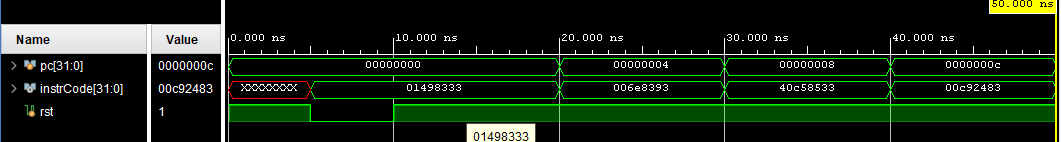 50.000 ns
Name Value
0.000 ns 10.000 ns 20.000 ns 30.000 ns 40.000 ns
pc[31:0] 0000000c 00000000 00000004 00000008 0000000c
instrCode[31:0] 00c92483 XXXXXXXX 01498333 006e8393 40c58533 00c92483
rst 1
01498333